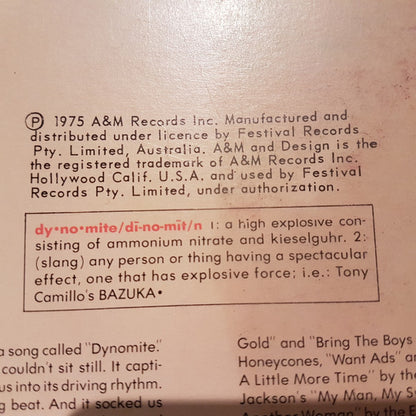 Ⓟ 1975 A&M Records Inc. Manufactured and
distributed under licence by Festival Records
Pty. Limited, Australia. A&M and Design is the
the registered trademark of A&M Records Inc.
Hollywood Calif. U.S.A. and used by Festival
Records Pty. Limited, under authorization.
dy•no•mite/dī-no-mīt/n 1: a high explosive con-
sisting of ammonium nitrate and kieselguhr. 2:
(slang) any person or thing having a spectacular
effect, one that has explosive force; i.e.: Tony
Camillo's BAZUKA•
a song called "Dynomite."
couldn't sit still. It capti-
us into its driving rhythm.
beat. And it socked us
Gold" and "Bring The Boys
Honeycones, "Want Ads" an
A Little More Time" by the
Jackson's "My Man, My S
Another Woman" by the